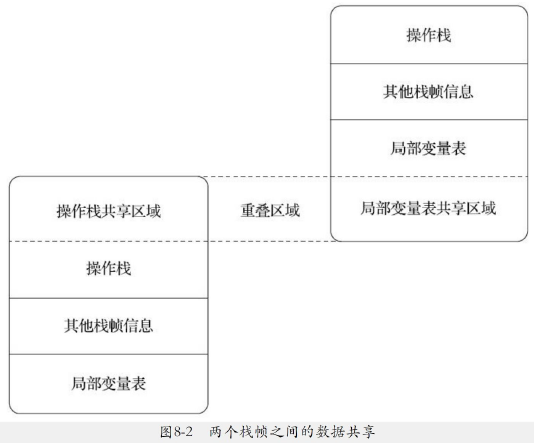 操作栈
其他栈帧信息
局部变量表
操作栈共享区域
重叠区域
局部变量表共享区域
操作栈
其他栈帧信息
局部变量表
图8-2 两个栈帧之间的数据共享